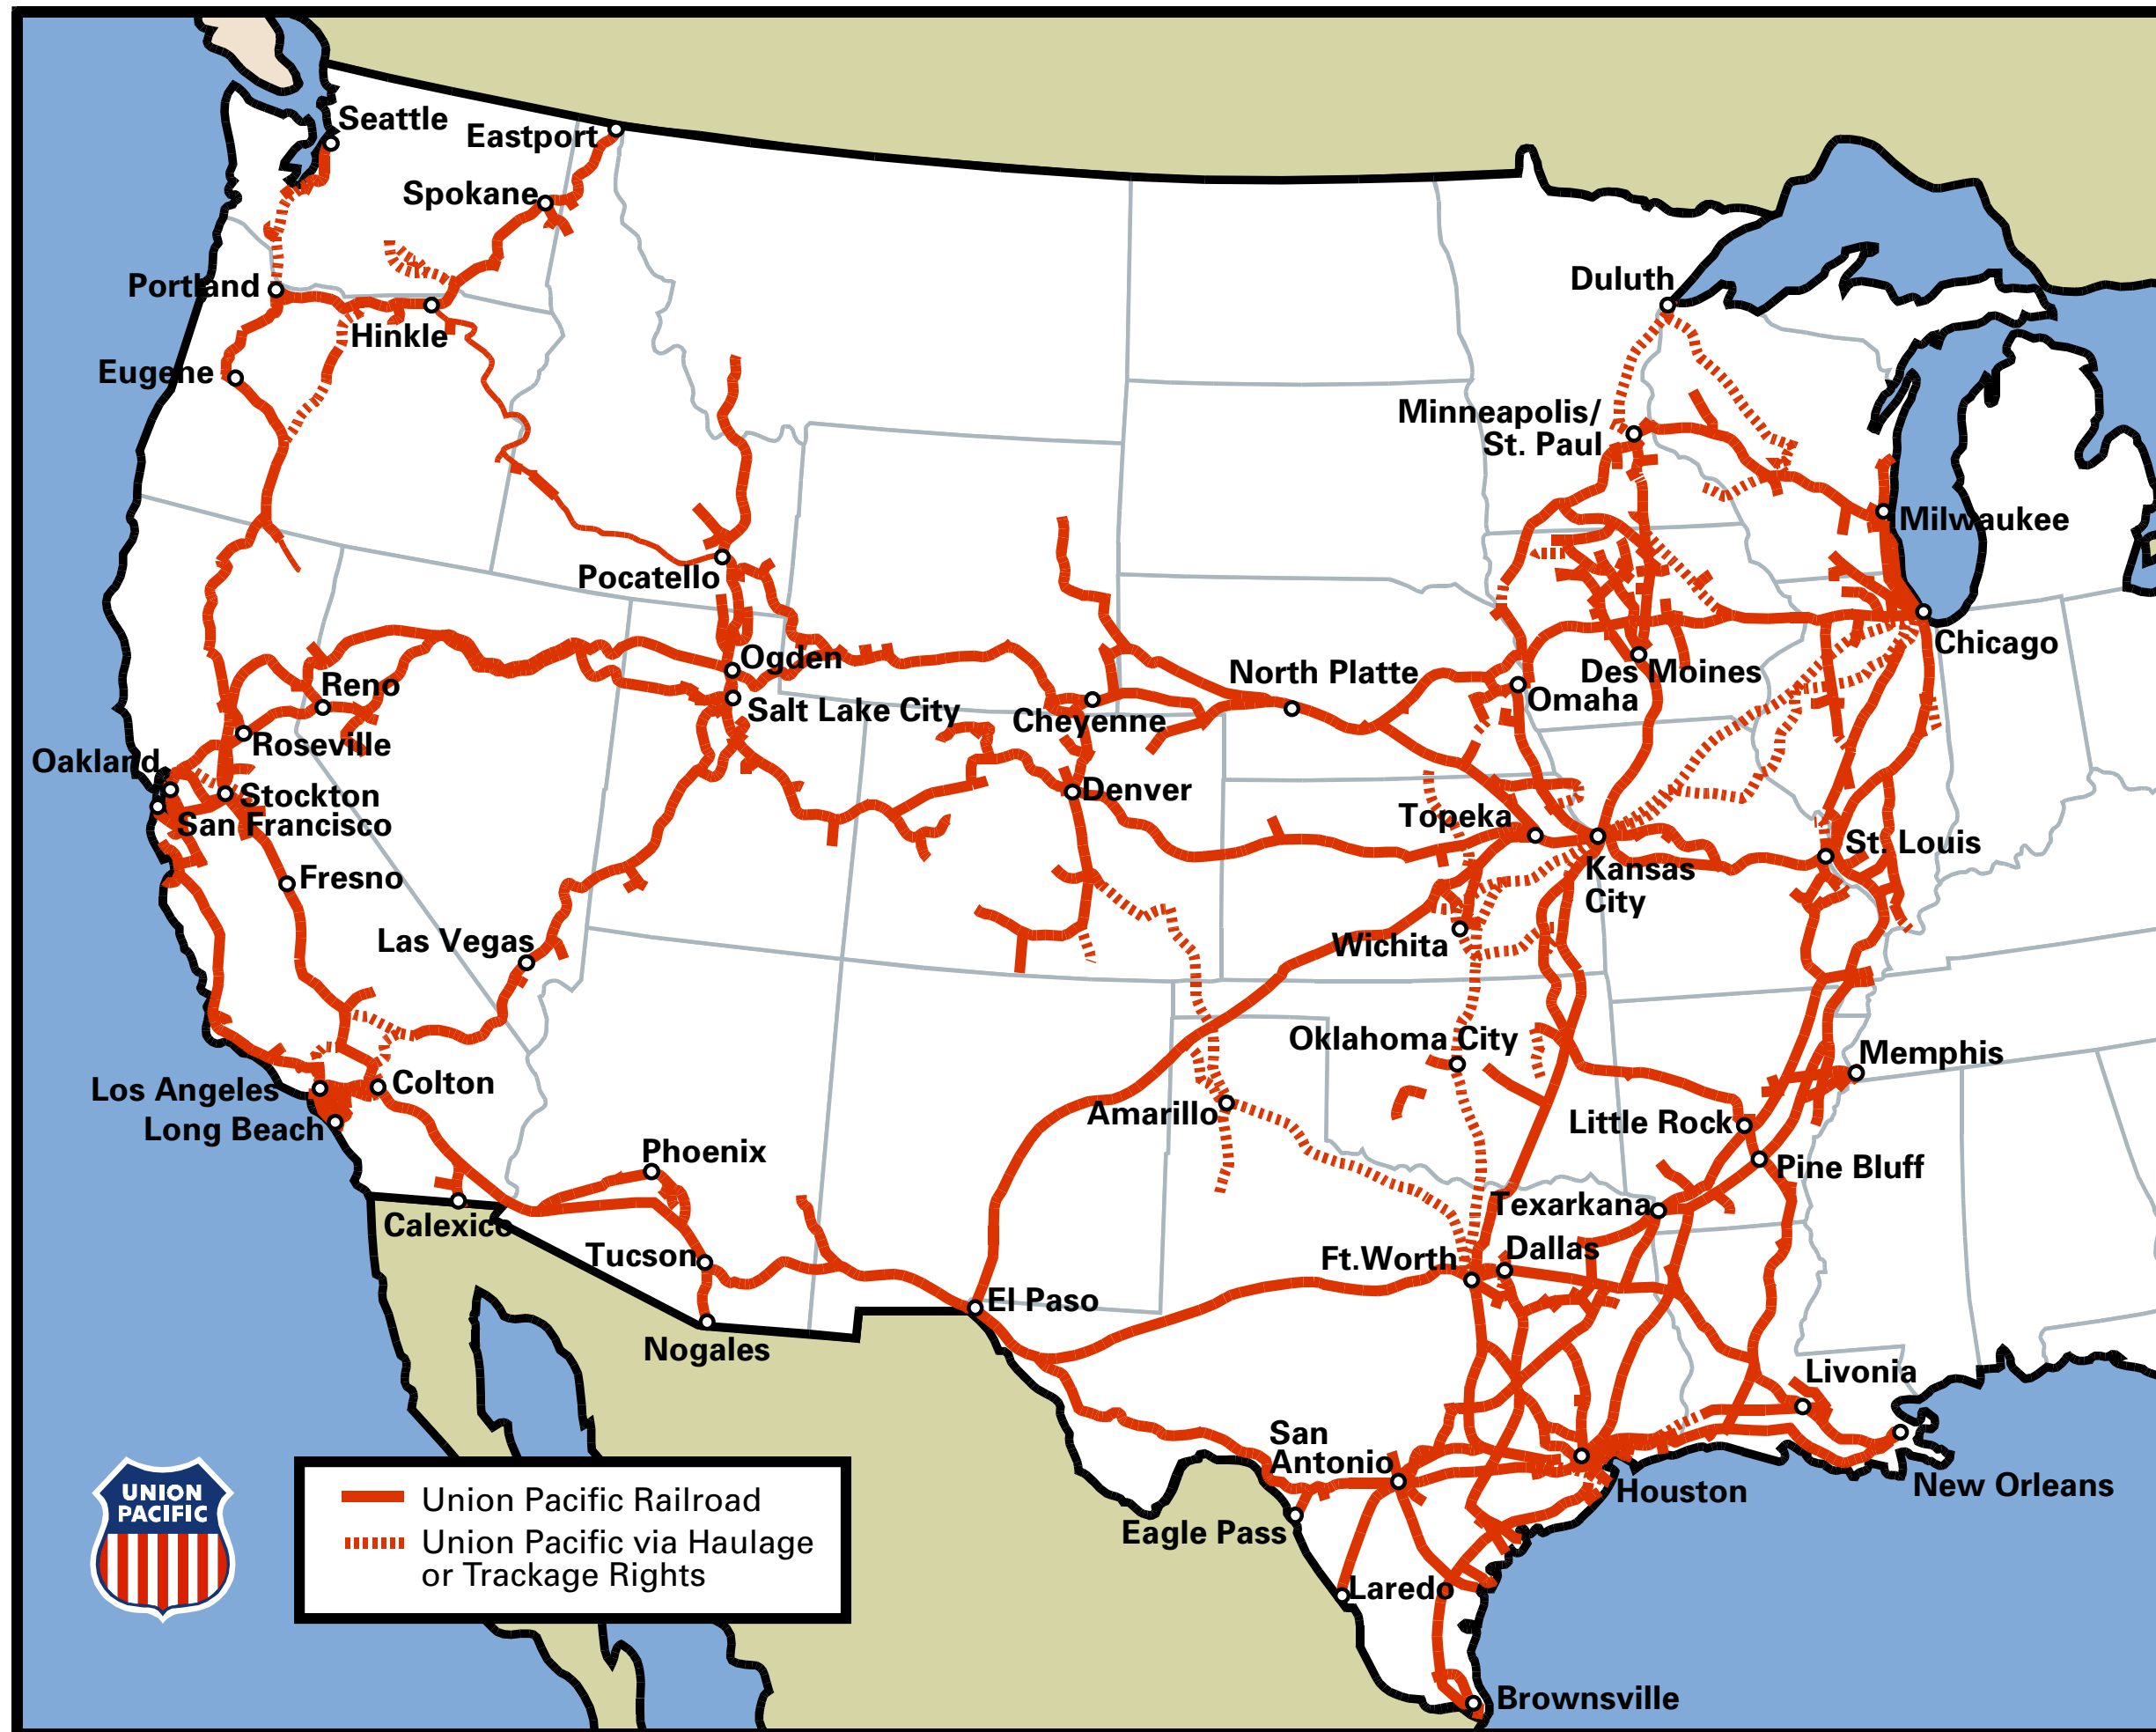 Seattle
Eastport
Spokane
Portland
Hinkle
Eugene
Duluth
Minneapolis/
St. Paul
Milwaukee
Pocatello
Chicago
Ogden
Salt Lake City
Reno
Roseville
Cheyenne
North Platte
Des Moines
Omaha
Oakland
Stockton
San Francisco
Denver
Topeka
Kansas
City
St. Louis
Fresno
Las Vegas
Wichita
Oklahoma City
Memphis
Los Angeles
Colton
Long Beach
Amarillo
Little Rock
Pine Bluff
Phoenix
Calexico
Tucson
Nogales
Texarkana
Ft.Worth
Dallas
El Paso
Livonia
San
Antonio
Houston
New Orleans
Eagle Pass
Laredo
Brownsville
UNION
PACIFIC
Union Pacific Railroad
Union Pacific via Haulage
or Trackage Rights